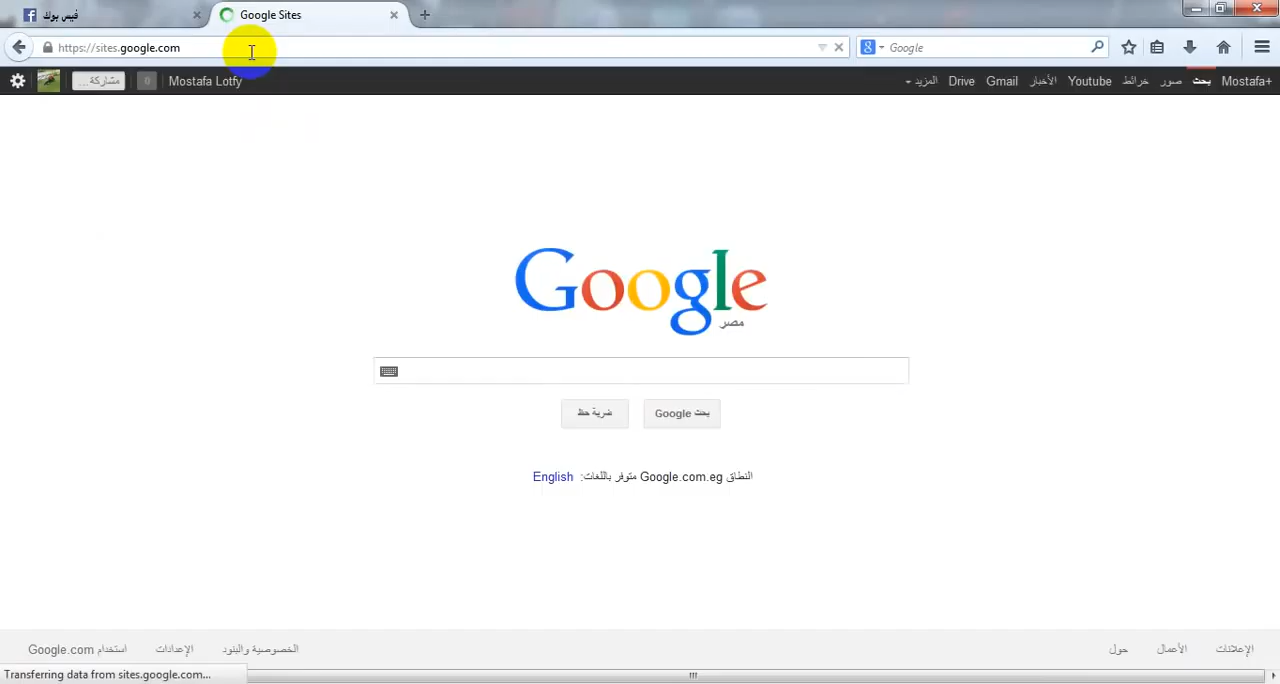 فيس بوك
Google Sites
https://sites.google.com
Google
Mostafa Lotfy
مشاركة...
0
Mostafa+
بحث
صور
خرائط
Youtube
الأخبار
Gmail
Drive
المزيد
Google
مصر
بحث Google
ضربة حظ
النطاق Google.com.eg متوفر باللغات: English
الإعلانات
الأعمال
حول
الخصوصية والبنود
الإعدادات
استخدام Google.com
Transferring data from sites.google.com...